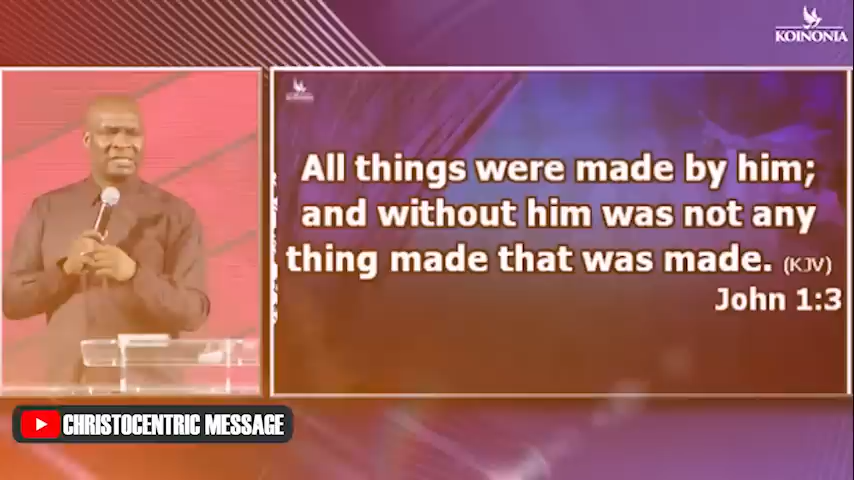 KOINONIA
All things were made by him;
and without him was not any
thing made that was made. (KJV)
John 1:3
CHRISTOCENTRIC MESSAGE